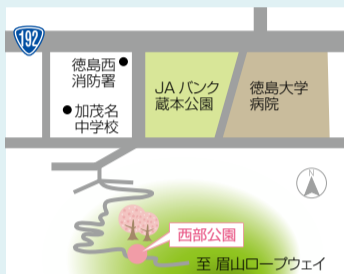 192
徳島西
消防署
加茂名
中学校
JAバンク
蔵本公園
徳島大学
病院
N
西部公園
至 眉山ロープウェイ